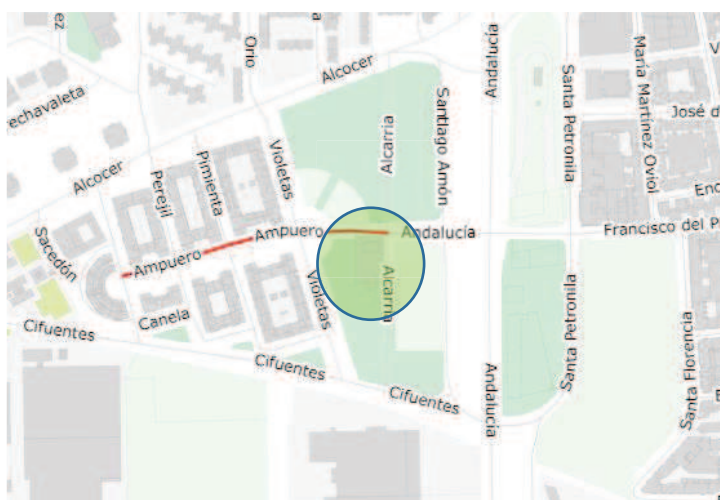 Orio
Alcocer
Andalucía
Santa Petronila
María Martínez Oviol
echavaleta
José d
Alcarria
Santiago Amón
Violetas
Pimienta
Perejil
Alcocer
Sacedón
Ampuero
Ampuero
Andalucía
Francisco del P
Alcarria
Violetas
Canela
Cifuentes
Cifuentes
Cifuentes
Santa Petronila
Andalucía
Santa Florencia